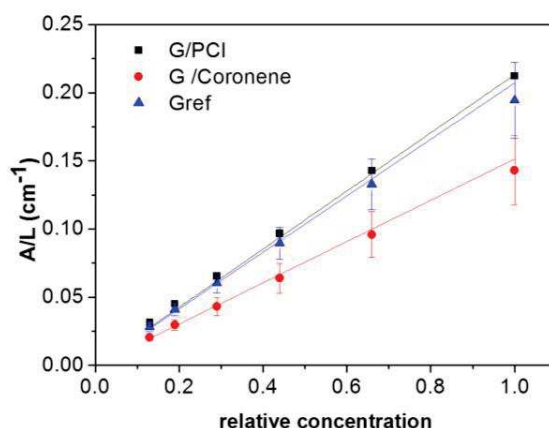 0.25
0.20
0.15
0.10
0.05
0.00
A/L (cm⁻¹)
G/PCI
G /Coronene
Gref
0.0 0.2 0.4 0.6 0.8 1.0
relative concentration